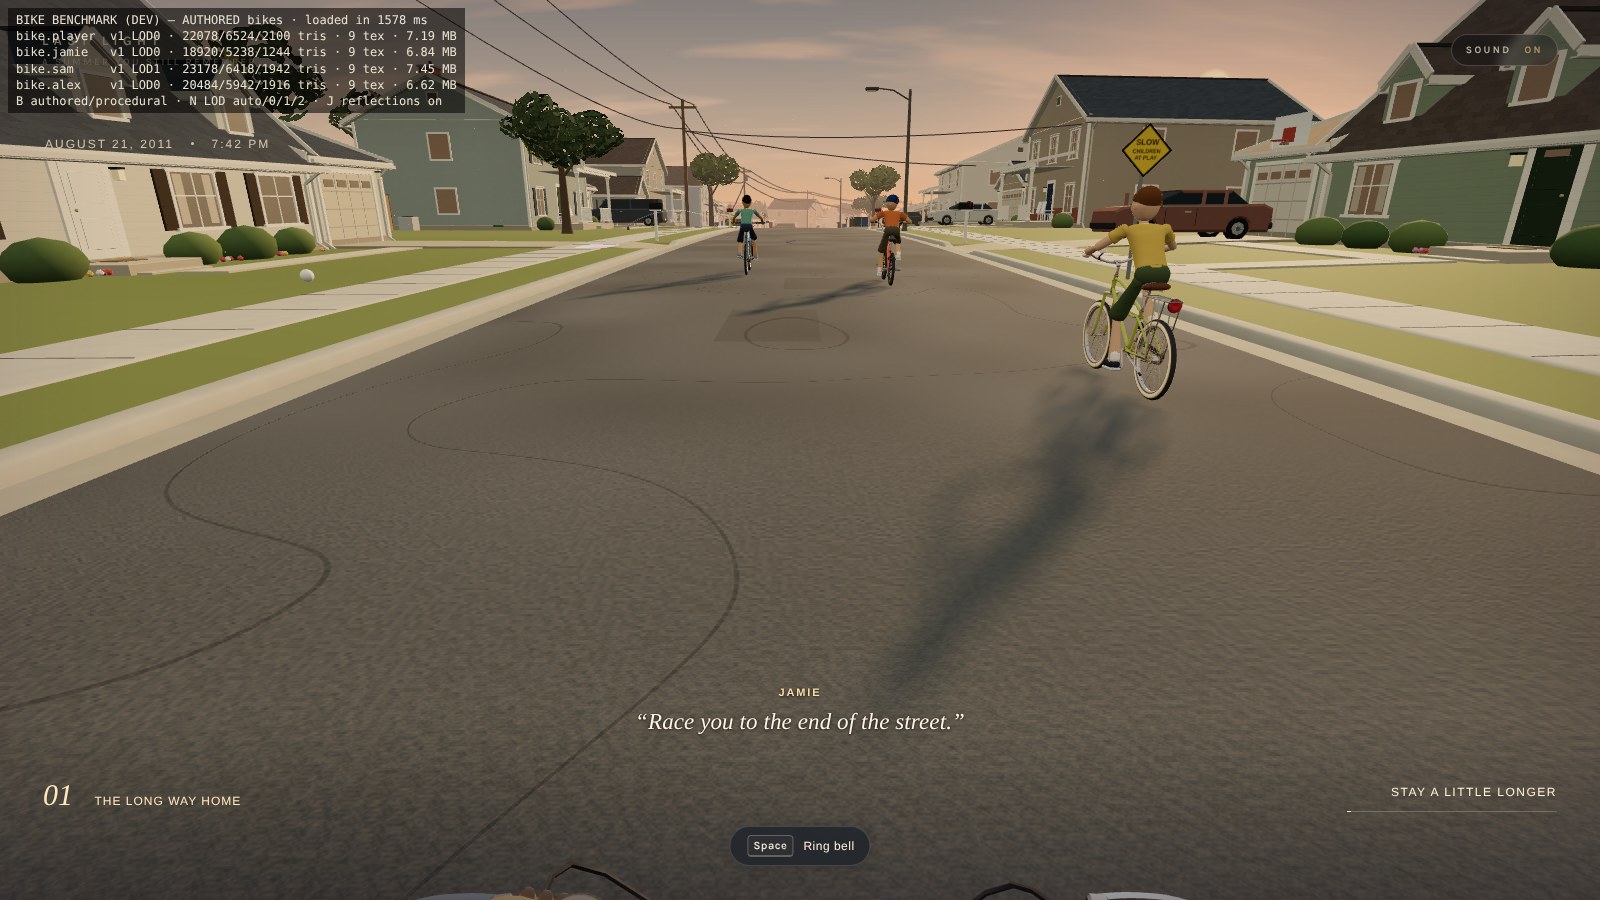 BIKE BENCHMARK (DEV) — AUTHORED bikes · loaded in 1578 ms
bike.player v1 LOD0 · 22078/6524/2100 tris · 9 tex · 7.19 MB
bike.jamie v1 LOD0 · 18920/5238/1244 tris · 9 tex · 6.84 MB
bike.sam v1 LOD1 · 23178/6418/1942 tris · 9 tex · 7.45 MB
bike.alex v1 LOD0 · 20484/5942/1916 tris · 9 tex · 6.62 MB
B authored/procedural · N LOD auto/0/1/2 · J reflections on
SOUND ON
AUGUST 21, 2011 • 7:42 PM
SLOW
CHILDREN
AT PLAY
JAMIE
“Race you to the end of the street.”
01 THE LONG WAY HOME
STAY A LITTLE LONGER
Space Ring bell